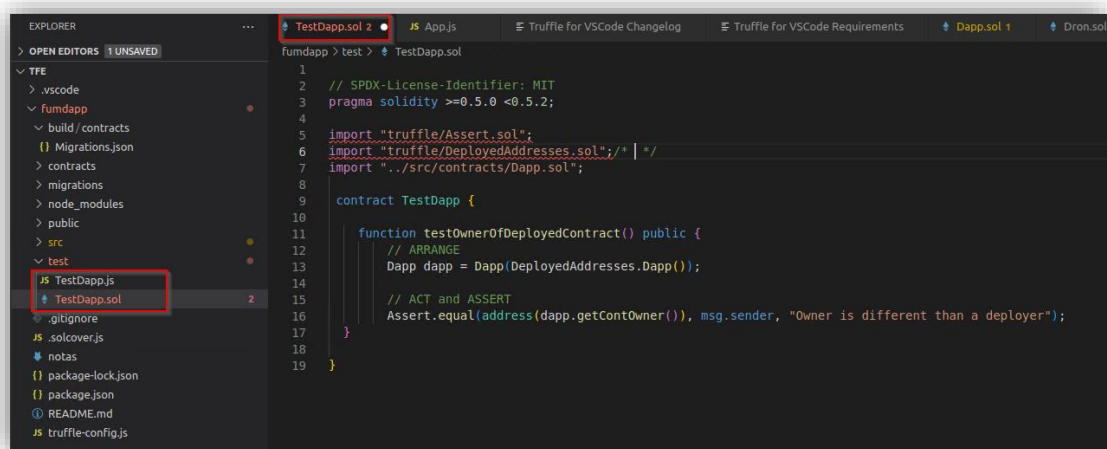 EXPLORER ...
TestDapp.sol 2 ● JS App.js Truffle for VSCode Changelog Truffle for VSCode Requirements Dapp.sol 1 Dron.sol
> OPEN EDITORS 1 UNSAVED
fumdapp > test > TestDapp.sol
TFE
> .vscode
fumdapp
build / contracts
{} Migrations.json
> contracts
> migrations
> node_modules
> public
> src
test
JS TestDapp.js
TestDapp.sol 2
.gitignore
JS .solcover.js
notas
{} package-lock.json
{} package.json
README.md
JS truffle-config.js
1
2 // SPDX-License-Identifier: MIT
3 pragma solidity >=0.5.0 <0.5.2;
4
5 import "truffle/Assert.sol";
6 import "truffle/DeployedAddresses.sol";/* */
7 import "../src/contracts/Dapp.sol";
8
9 contract TestDapp {
10
11 function testOwnerOfDeployedContract() public {
12 // ARRANGE
13 Dapp dapp = Dapp(DeployedAddresses.Dapp());
14
15 // ACT and ASSERT
16 Assert.equal(address(dapp.getContOwner()), msg.sender, "Owner is different than a deployer");
17 }
18
19 }